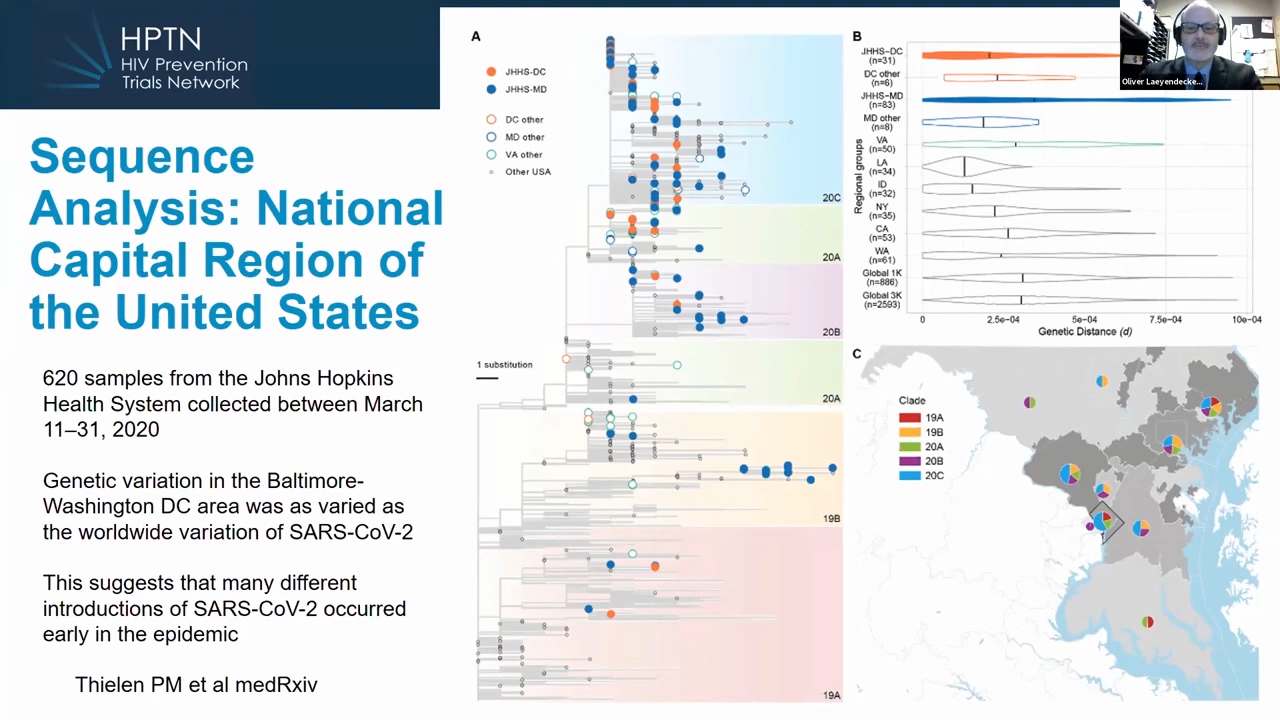 HPTN
HIV Prevention
Trials Network
Sequence
Analysis: National
Capital Region of
the United States
620 samples from the Johns Hopkins
Health System collected between March
11–31, 2020
Genetic variation in the Baltimore-
Washington DC area was as varied as
the worldwide variation of SARS-CoV-2
This suggests that many different
introductions of SARS-CoV-2 occurred
early in the epidemic
Thielen PM et al medRxiv
A
JHHS-DC
JHHS-MD
DC other
MD other
VA other
Other USA
20C
20A
20B
1 substitution
20A
19B
19A
B
Regional groups
JHHS-DC
(n=31)
DC other
(n=6)
JHHS-MD
(n=83)
MD other
(n=8)
VA
(n=50)
LA
(n=34)
ID
(n=32)
NY
(n=35)
CA
(n=53)
WA
(n=61)
Global 1K
(n=886)
Global 3K
(n=2593)
0 2.5e-04 5e-04 7.5e-04 10e-04
Genetic Distance (d)
C
Clade
19A
19B
20A
20B
20C
Oliver Laeyendecke...